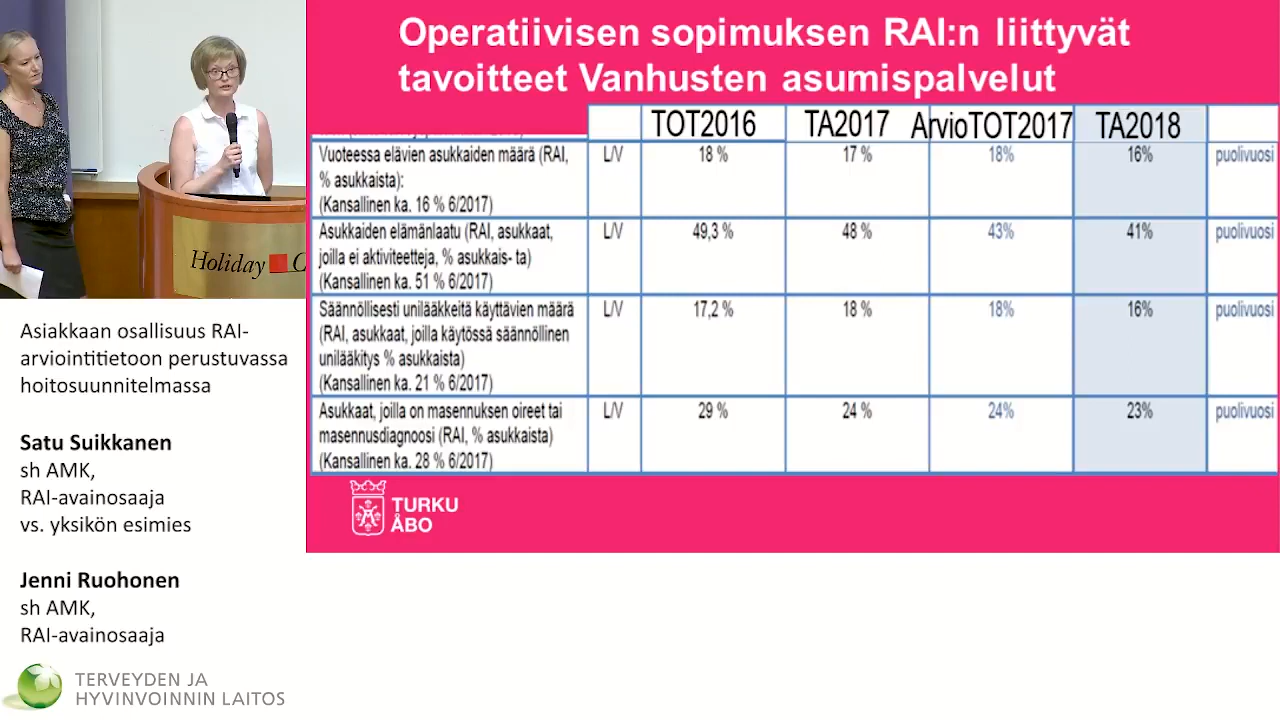 Operatiivisen sopimuksen RAI:n liittyvät
tavoitteet Vanhusten asumispalvelut
TOT2016 TA2017 ArvioTOT2017 TA2018
Vuoteessa elävien asukkaiden määrä (RAI, L/V 18 % 17 % 18% 16% puolivuosi
% asukkaista):
(Kansallinen ka. 16 % 6/2017)
Asukkaiden elämänlaatu (RAI, asukkaat, L/V 49,3 % 48 % 43% 41% puolivuosi
joilla ei aktiviteetteja, % asukkais- ta)
(Kansallinen ka. 51 % 6/2017)
Säännöllisesti unilääkkeitä käyttävien määrä L/V 17,2 % 18 % 18% 16% puolivuosi
(RAI, asukkaat, joilla käytössä säännöllinen
unilääkitys % asukkaista)
(Kansallinen ka. 21 % 6/2017)
Asukkaat, joilla on masennuksen oireet tai L/V 29 % 24 % 24% 23% puolivuosi
masennusdiagnoosi (RAI, % asukkaista)
(Kansallinen ka. 28 % 6/2017)
TURKU
ÅBO
Holiday C
Asiakkaan osallisuus RAI-
arviointitietoon perustuvassa
hoitosuunnitelmassa
Satu Suikkanen
sh AMK,
RAI-avainosaaja
vs. yksikön esimies
Jenni Ruohonen
sh AMK,
RAI-avainosaaja
TERVEYDEN JA
HYVINVOINNIN LAITOS